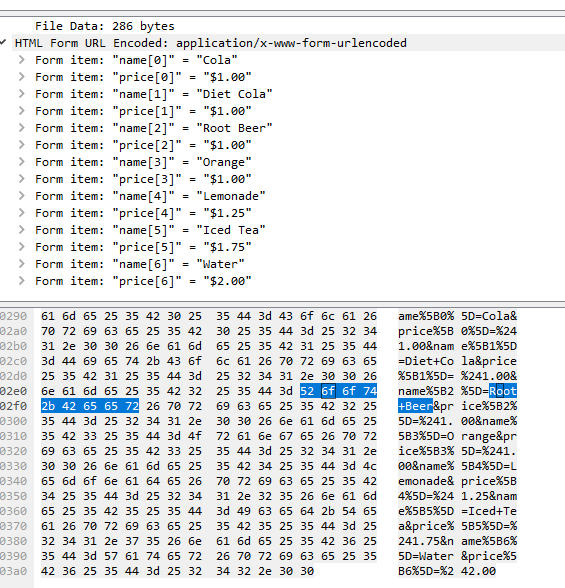 File Data: 286 bytes
HTML Form URL Encoded: application/x-www-form-urlencoded
Form item: "name[0]" = "Cola"
Form item: "price[0]" = "$1.00"
Form item: "name[1]" = "Diet Cola"
Form item: "price[1]" = "$1.00"
Form item: "name[2]" = "Root Beer"
Form item: "price[2]" = "$1.00"
Form item: "name[3]" = "Orange"
Form item: "price[3]" = "$1.00"
Form item: "name[4]" = "Lemonade"
Form item: "price[4]" = "$1.25"
Form item: "name[5]" = "Iced Tea"
Form item: "price[5]" = "$1.75"
Form item: "name[6]" = "Water"
Form item: "price[6]" = "$2.00"
0290 61 6d 65 25 35 42 30 25 35 44 3d 43 6f 6c 61 26 ame%5B0% 5D=Cola&
02a0 70 72 69 63 65 25 35 42 30 25 35 44 3d 25 32 34 price%5B 0%5D=%24
02b0 31 2e 30 30 26 6e 61 6d 65 25 35 42 31 25 35 44 1.00&nam e%5B1%5D
02c0 3d 44 69 65 74 2b 43 6f 6c 61 26 70 72 69 63 65 =Diet+Co la&price
02d0 25 35 42 31 25 35 44 3d 25 32 34 31 2e 30 30 26 %5B1%5D= %241.00&
02e0 6e 61 6d 65 25 35 42 32 25 35 44 3d 52 6f 6f 74 name%5B2 %5D=Root
02f0 2b 42 65 65 72 26 70 72 69 63 65 25 35 42 32 25 +Beer&pr ice%5B2%
0300 35 44 3d 25 32 34 31 2e 30 30 26 6e 61 6d 65 25 5D=%241. 00&name%
0310 35 42 33 25 35 44 3d 4f 72 61 6e 67 65 26 70 72 5B3%5D=O range&pr
0320 69 63 65 25 35 42 33 25 35 44 3d 25 32 34 31 2e ice%5B3% 5D=%241.
0330 30 30 26 6e 61 6d 65 25 35 42 34 25 35 44 3d 4c 00&name% 5B4%5D=L
0340 65 6d 6f 6e 61 64 65 26 70 72 69 63 65 25 35 42 emonade& price%5B
0350 34 25 35 44 3d 25 32 34 31 2e 32 35 26 6e 61 6d 4%5D=%24 1.25&nam
0360 65 25 35 42 35 25 35 44 3d 49 63 65 64 2b 54 65 e%5B5%5D =Iced+Te
0370 61 26 70 72 69 63 65 25 35 42 35 25 35 44 3d 25 a&price% 5B5%5D=%
0380 32 34 31 2e 37 35 26 6e 61 6d 65 25 35 42 36 25 241.75&n ame%5B6%
0390 35 44 3d 57 61 74 65 72 26 70 72 69 63 65 25 35 5D=Water &price%5
03a0 42 36 25 35 44 3d 25 32 34 32 2e 30 30 B6%5D=%2 42.00